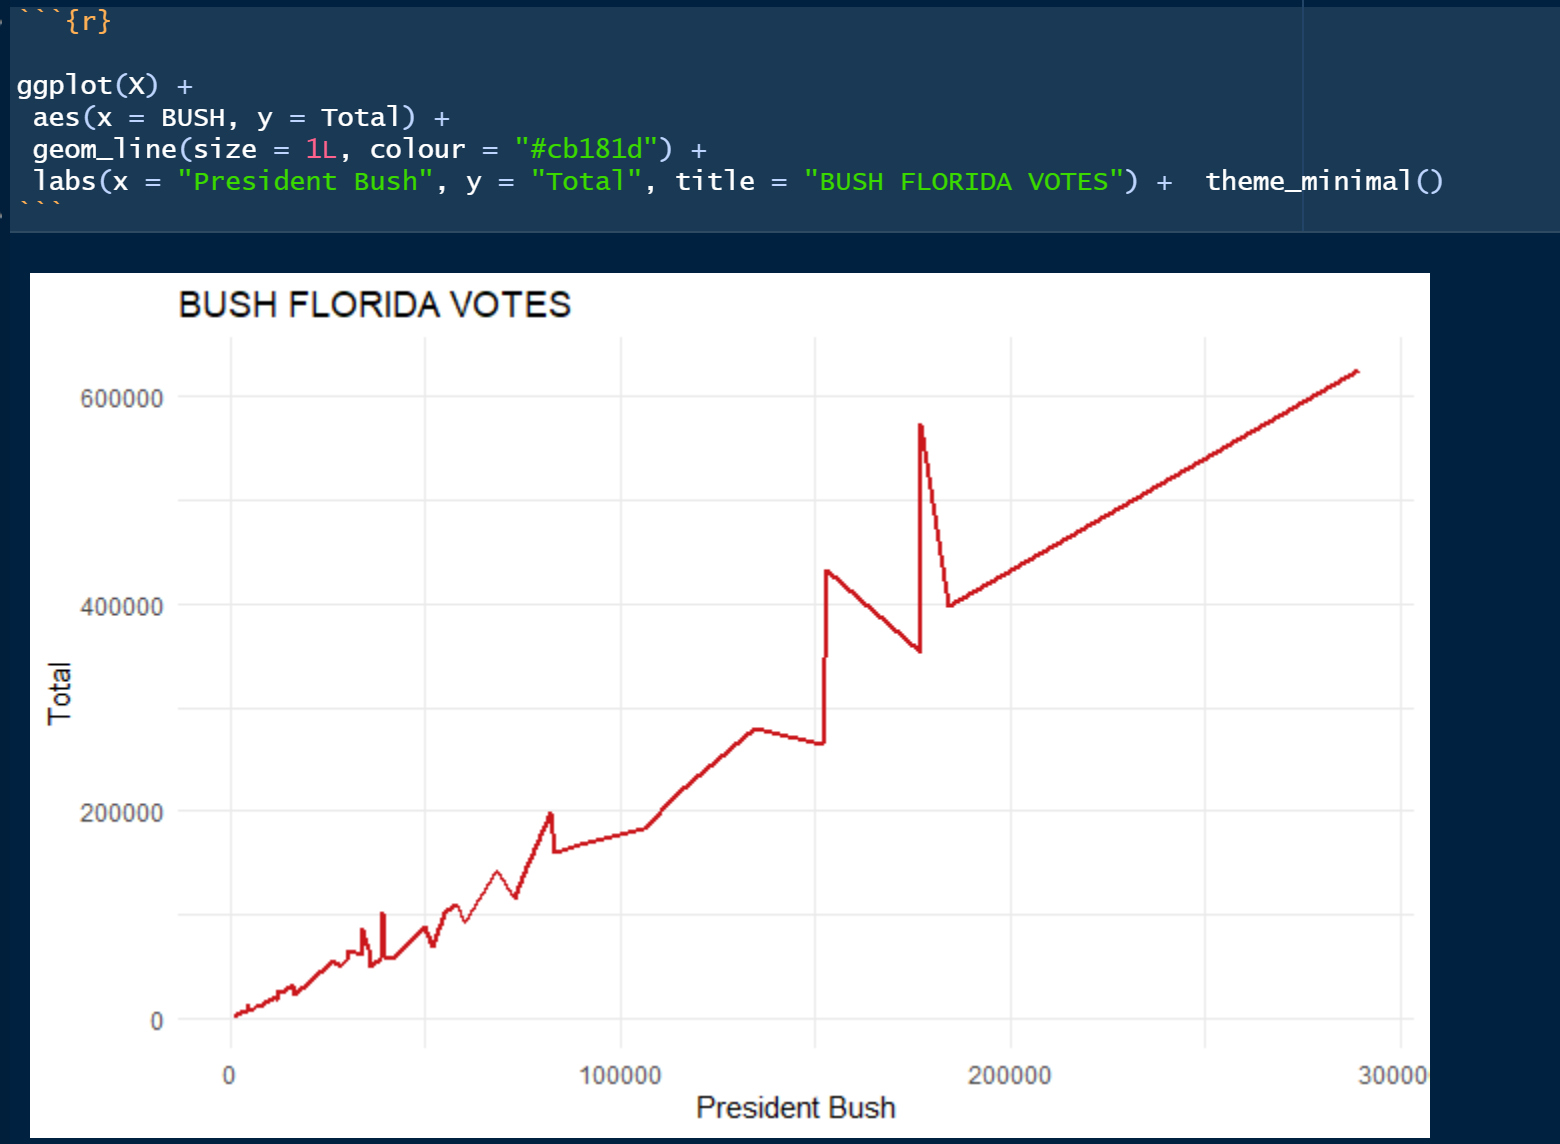 ```{r}
ggplot(X) +
aes(x = BUSH, y = Total) +
geom_line(size = 1L, colour = "#cb181d") +
labs(x = "President Bush", y = "Total", title = "BUSH FLORIDA VOTES") +  theme_minimal()
```
BUSH FLORIDA VOTES
600000
400000
200000
0
Total
0
100000
200000
30000
President Bush